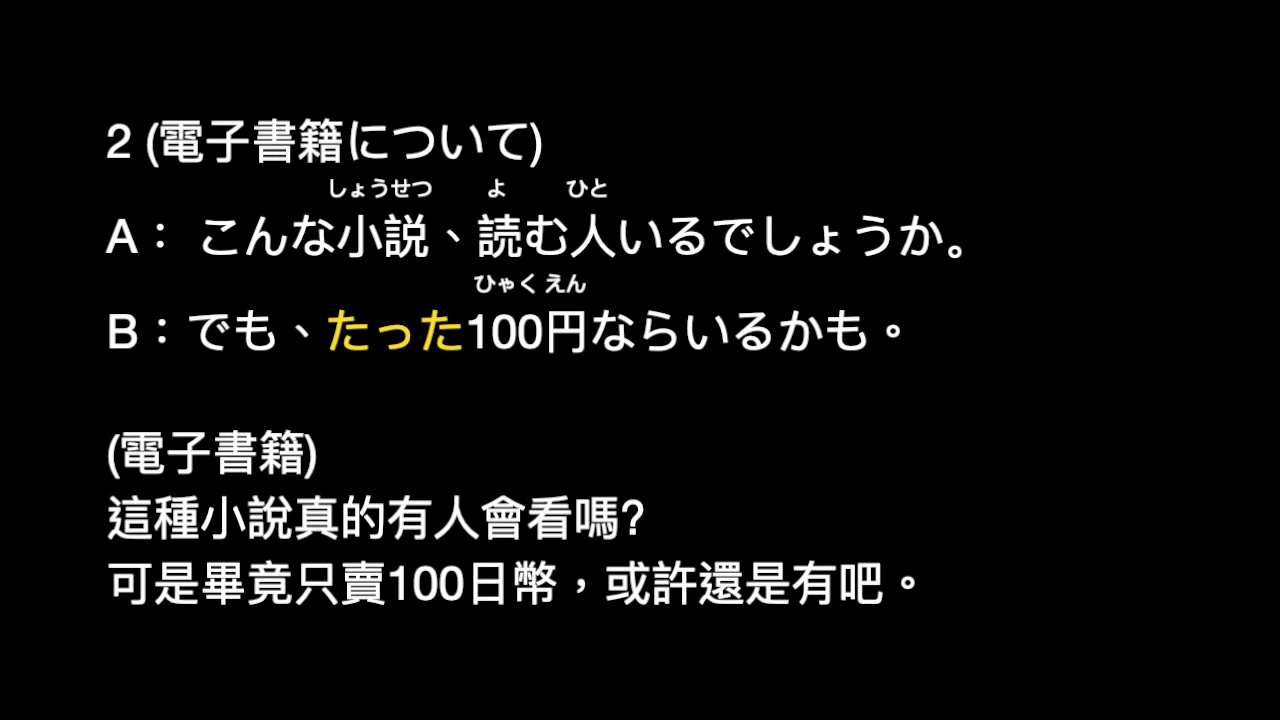 2 (電子書籍について)
しょうせつ よ ひと
A： こんな小説、読む人いるでしょうか。
ひゃく えん
B：でも、たった100円ならいるかも。
(電子書籍)
這種小說真的有人會看嗎?
可是畢竟只賣100日幣，或許還是有吧。